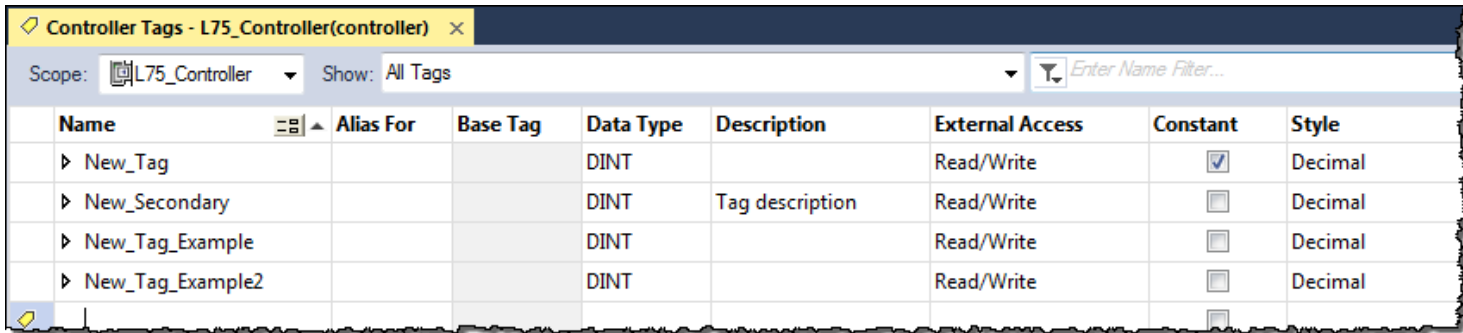 Controller Tags - L75_Controller(controller) ×
Scope: L75_Controller Show: All Tags Enter Name Filter...
Name Alias For Base Tag Data Type Description External Access Constant Style
New_Tag DINT Read/Write Decimal
New_Secondary DINT Tag description Read/Write Decimal
New_Tag_Example DINT Read/Write Decimal
New_Tag_Example2 DINT Read/Write Decimal